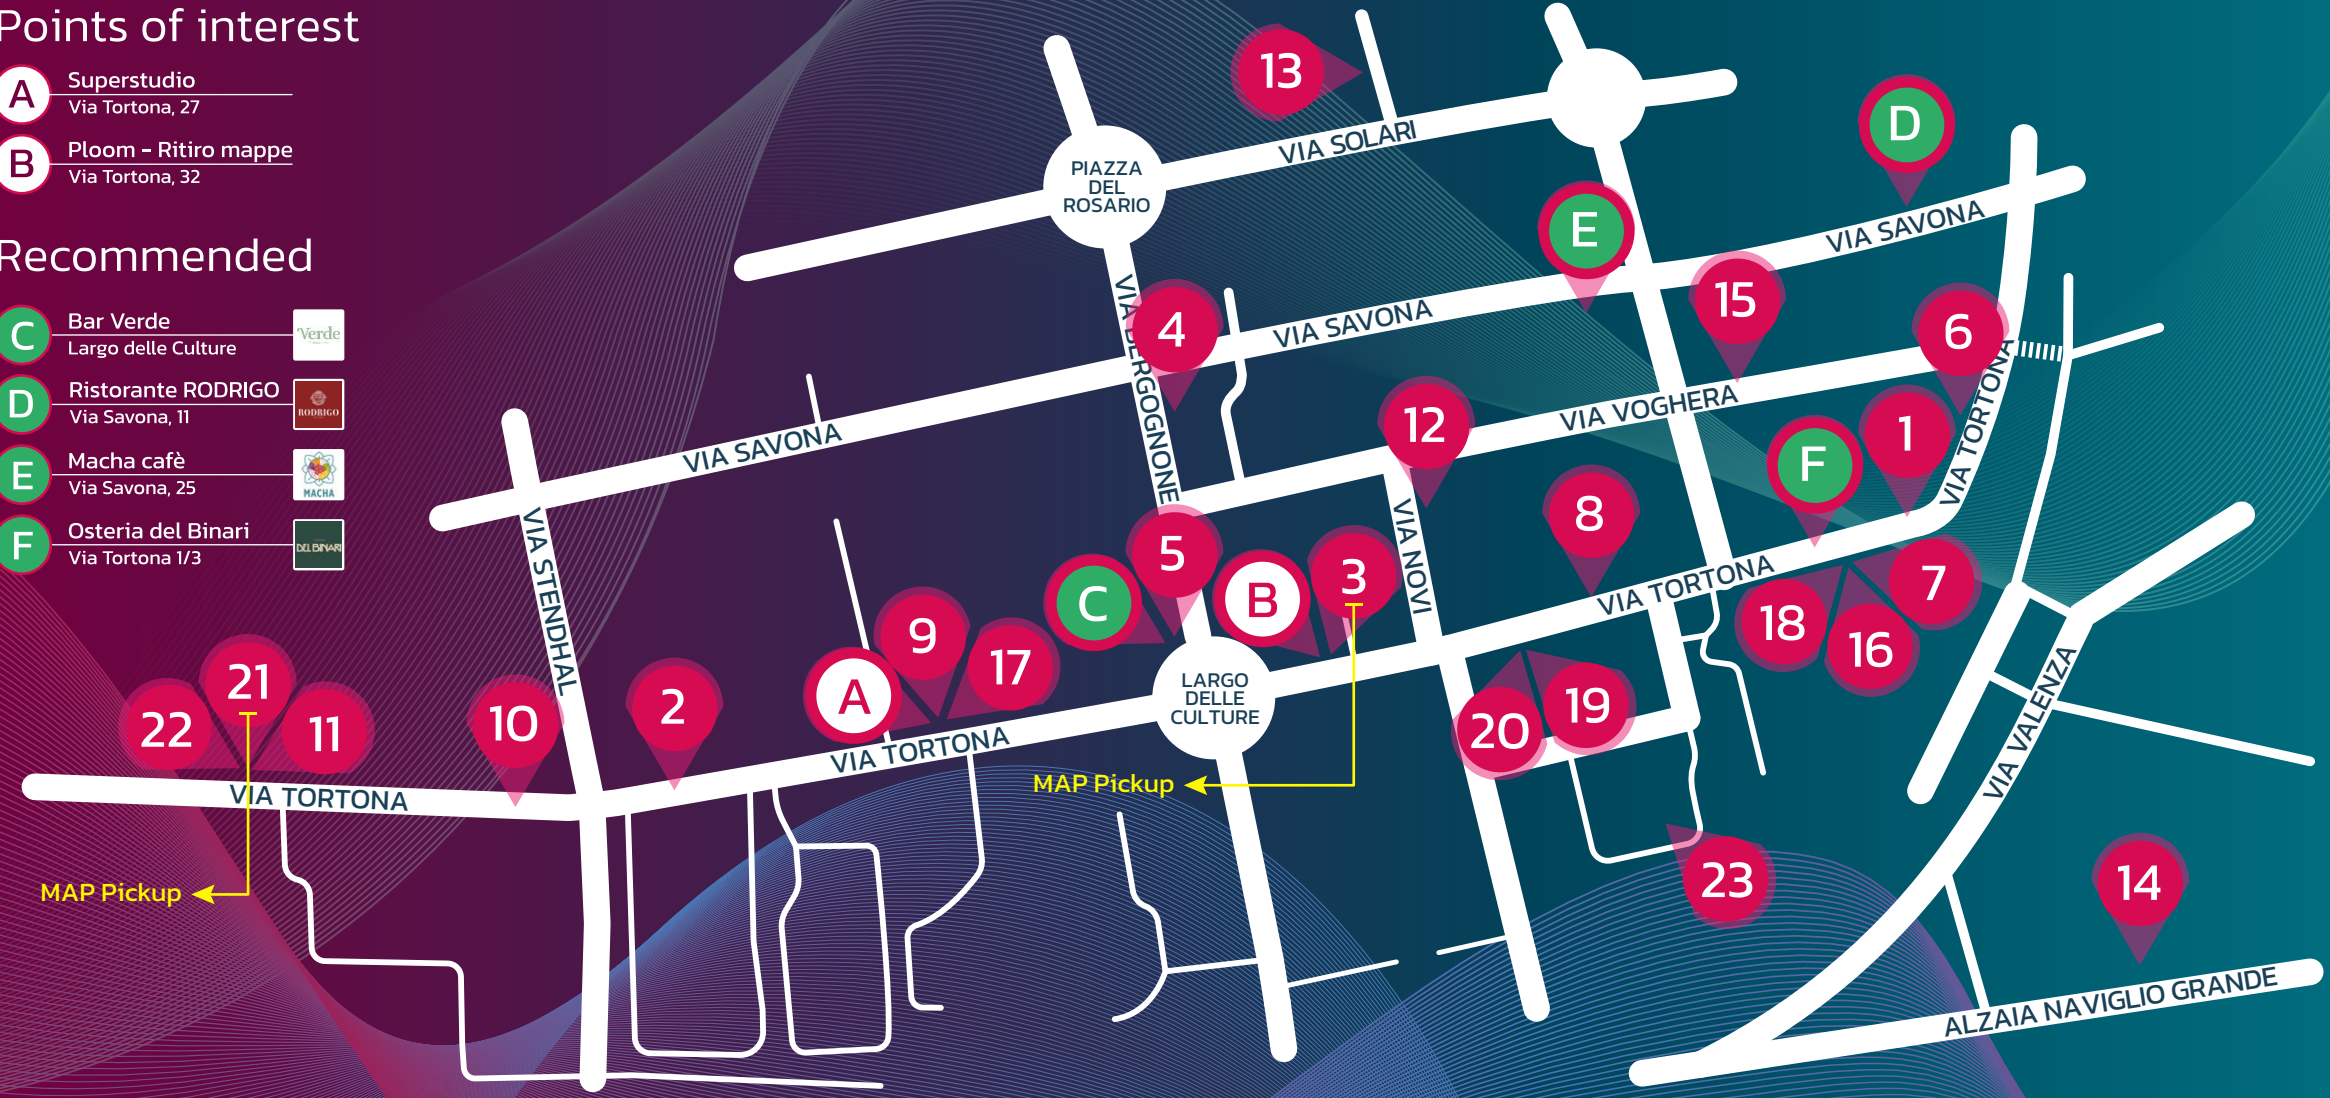 Points of interest
A
Superstudio
Via Tortona, 27
B
Ploom - Ritiro mappe
Via Tortona, 32
Recommended
C
Bar Verde
Largo delle Culture
Verde
D
Ristorante RODRIGO
Via Savona, 11
RODRIGO
E
Macha cafè
Via Savona, 25
MACHA
F
Osteria del Binari
Via Tortona 1/3
DEL BINARI
13
VIA SOLARI
PIAZZA
DEL
ROSARIO
D
E
VIA SAVONA
15
6
4
VIA SAVONA
VIA BERGOGNONE
12
VIA VOGHERA
1
VIA TORTONA
VIA SAVONA
F
8
VIA STENDHAL
VIA NOVI
5
C
B
3
VIA TORTONA
18
16
7
9
17
A
LARGO
DELLE
CULTURE
20
19
22
21
11
10
2
VIA TORTONA
VIA TORTONA
MAP Pickup
MAP Pickup
VIA VALENZA
23
14
ALZAIA NAVIGLIO GRANDE